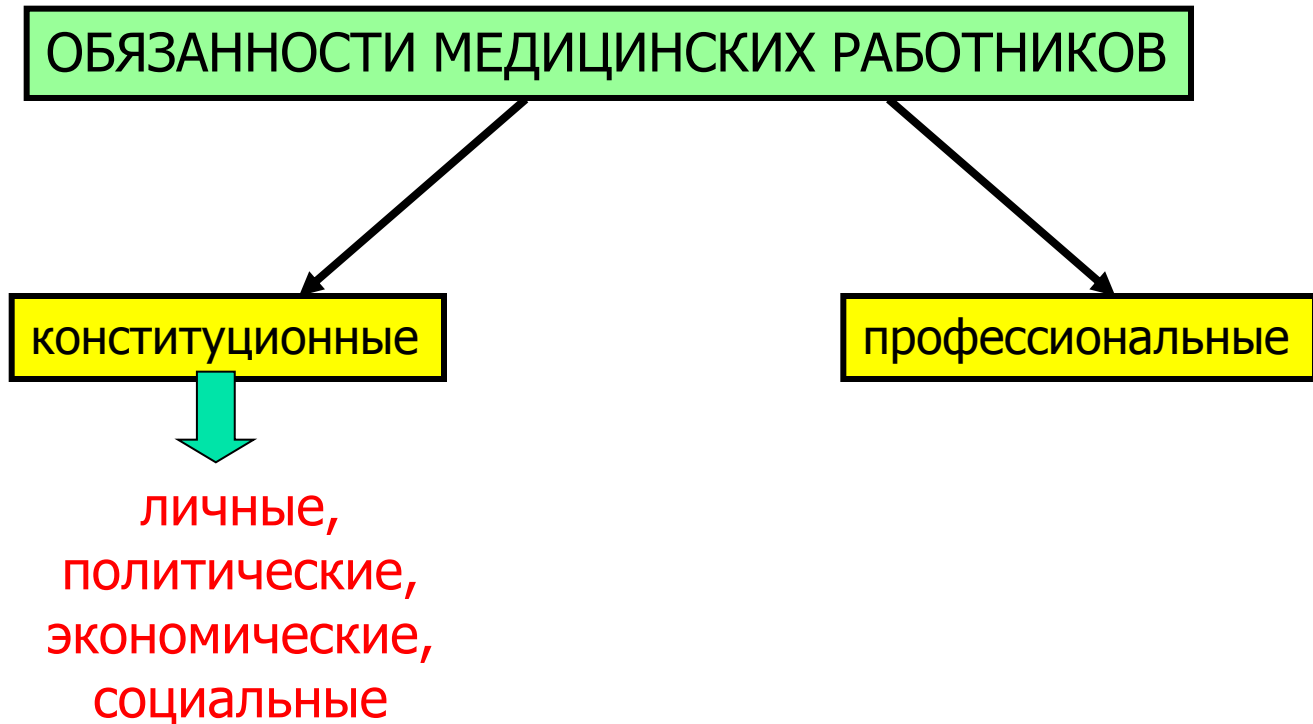 ОБЯЗАННОСТИ МЕДИЦИНСКИХ РАБОТНИКОВ
конституционные
профессиональные
личные,
политические,
экономические,
социальные